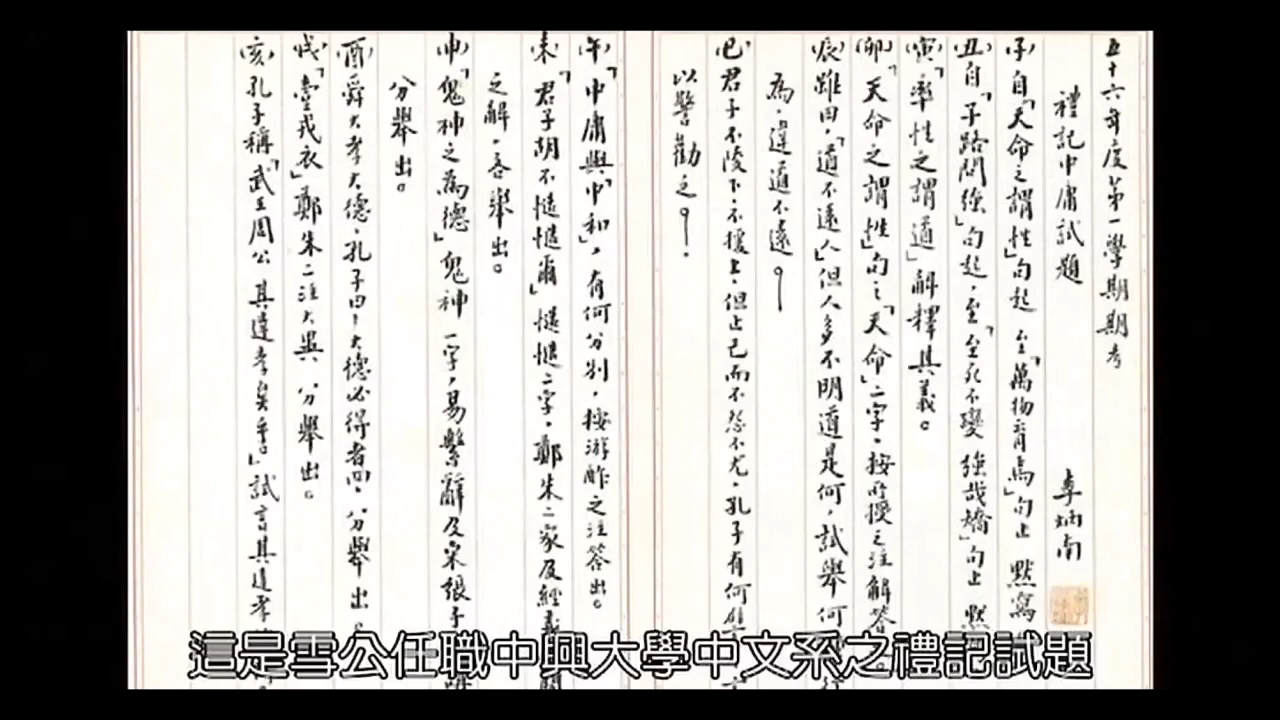 五十六年度第一學期期考
禮記中庸試題 李炳南
子)自「天命之謂性」句起 至「萬物育焉」句止 默寫
丑)自「子路問強」句起,至「至死不變 強哉矯」句止 默
寅)「率性之謂道」解釋其義。
卯)「天命之謂性」句之「天命」二字,按所授之注解答
辰)雖曰,「道不遠人」但人多不明道是何,試舉何
為,違道不遠。
巳)君子不陵下,不援上,但正己而不怨不尤,孔子有何
以譬勸之。
午)「中庸與「中和」,有何分別,按游酢之注答出。
未)「君子胡不慥慥爾」慥慥二字,鄭朱二家及經義
之解,各舉出。
申)「鬼神之為德」鬼神二字,易繫辭及宋張子
分舉出。
酉)舜大孝大德,孔子曰,大德必得者四,分舉出
戌)「壹戎衣」鄭朱二注大異 分舉出。
亥)孔子稱「武王周公 其達孝矣乎。」試言其達孝
這是雪公任職中興大學中文系之禮記試題